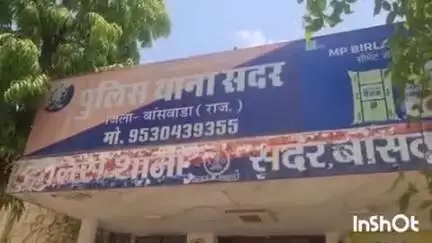 पुलिस थाना सदर
जिला- बांसवाडा ( राज. )
मो. 9530439355
MP BIRLA
सीमेंट
पुलिस थाना सदर, बांसवा
InShOt